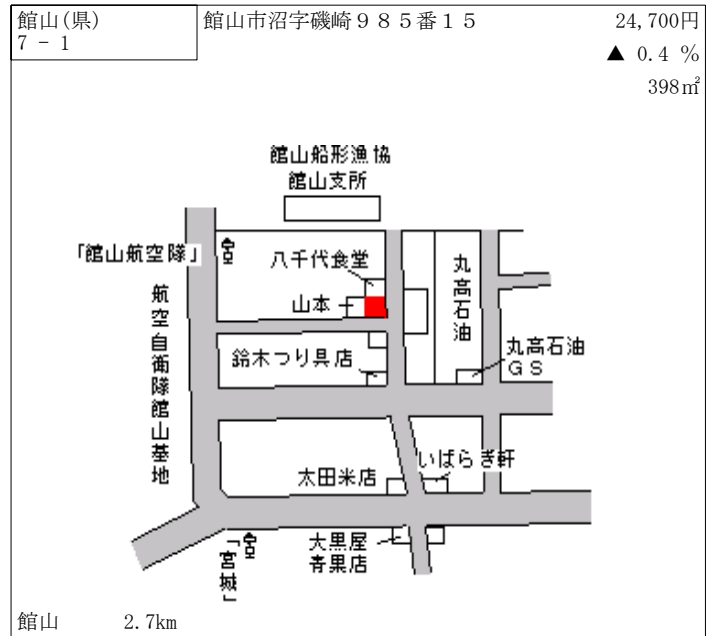 館山(県)
7 - 1
館山市沼字磯崎９８５番１５
24,700円
▲ 0.4 %
398㎡
館山船形漁協
館山支所
「館山航空隊」
八千代食堂
山本
丸高石油
航空自衛隊館山基地
鈴木つり具店
丸高石油
ＧＳ
いばらぎ軒
太田米店
大黒屋
青果店
「宮城」
館山 2.7km